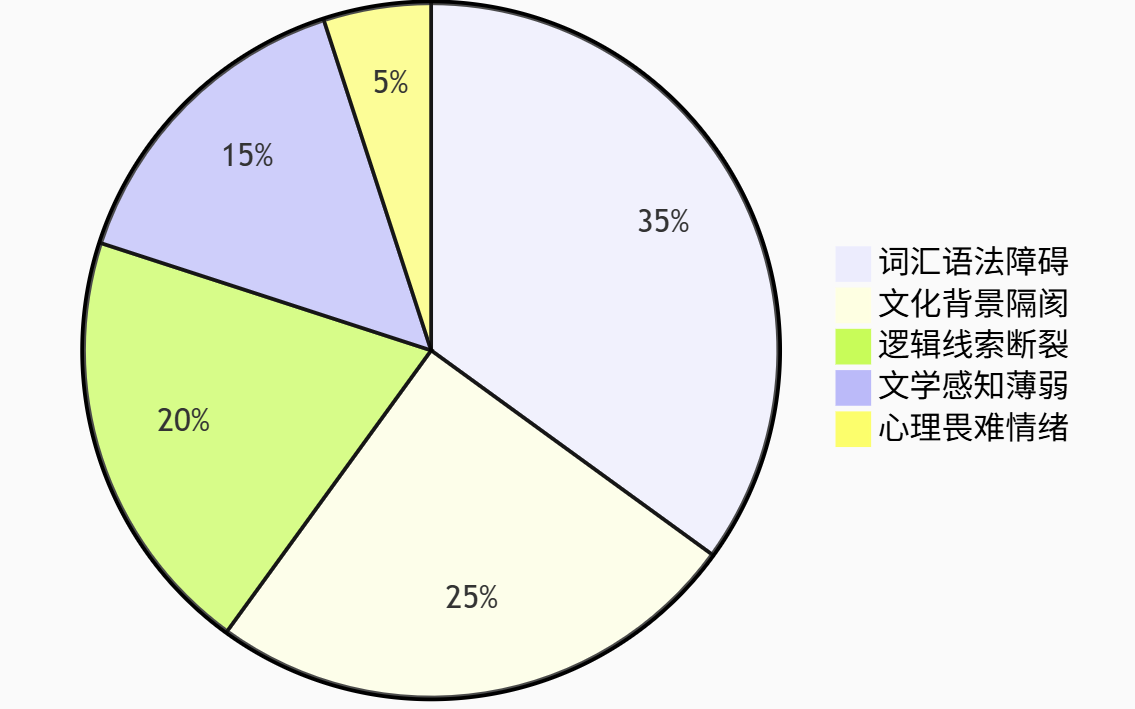 5%
15%
35%
20%
25%
词汇语法障碍
文化背景隔阂
逻辑线索断裂
文学感知薄弱
心理畏难情绪